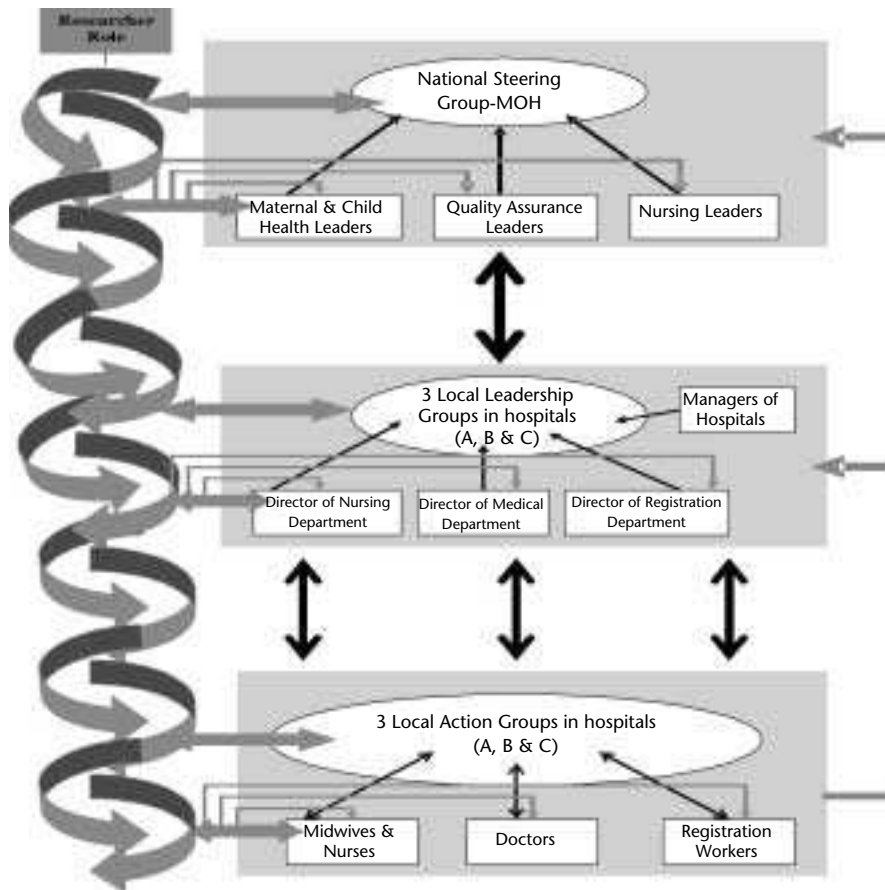 Researcher
Role
National Steering
Group-MOH
Maternal & Child
Health Leaders
Quality Assurance
Leaders
Nursing Leaders
3 Local Leadership
Groups in hospitals
(A, B & C)
Managers of
Hospitals
Director of Nursing
Department
Director of Medical
Department
Director of Registration
Department
3 Local Action Groups in hospitals
(A, B & C)
Midwives &
Nurses
Doctors
Registration
Workers